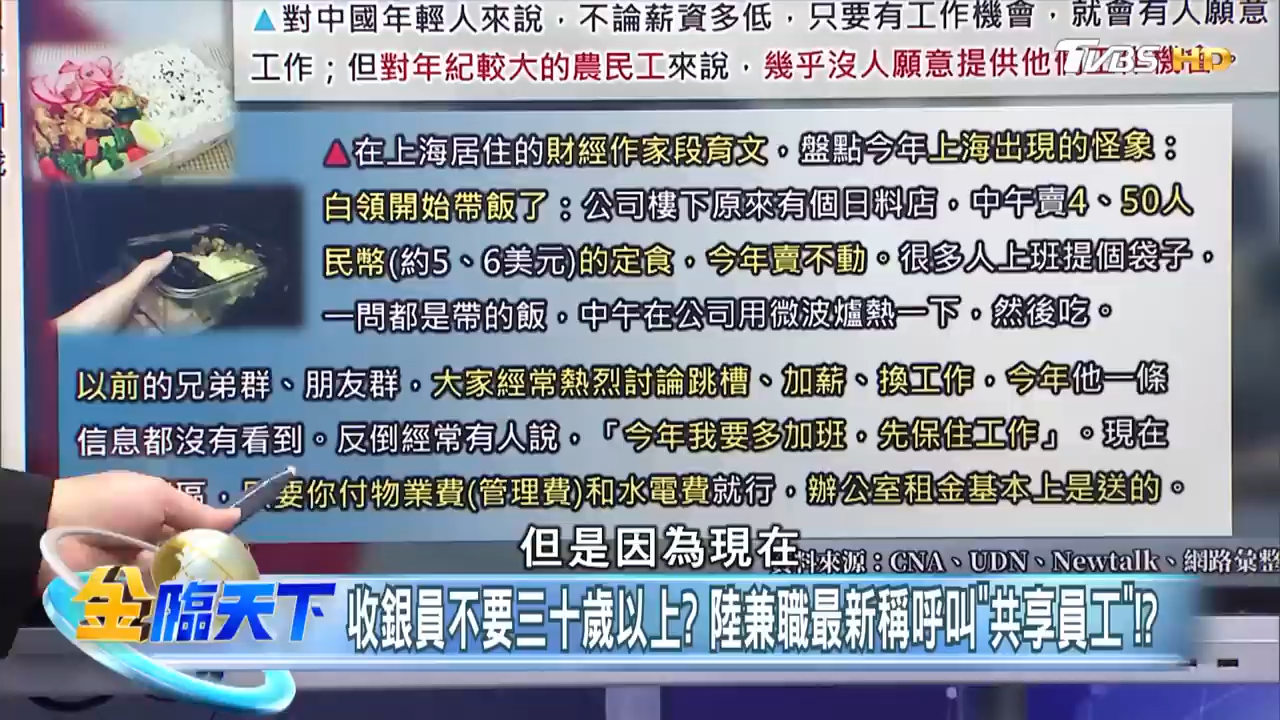 ▲對中國年輕人來說，不論薪資多低，只要有工作機會，就會有人願意
工作；但對年紀較大的農民工來說，幾乎沒人願意提供他們
TVBS HD
▲在上海居住的財經作家段育文，盤點今年上海出現的怪象：
白領開始帶飯了：公司樓下原來有個日料店，中午賣4、50人
民幣(約5、6美元)的定食，今年賣不動。很多人上班提個袋子，
一問都是帶的飯，中午在公司用微波爐熱一下，然後吃。
以前的兄弟群、朋友群，大家經常熱烈討論跳槽、加薪、換工作，今年他一條
信息都沒有看到。反倒經常有人說，「今年我要多加班，先保住工作」。現在
區，只要你付物業費(管理費)和水電費就行，辦公室租金基本上是送的。
但是因為現在
料來源：CNA、UDN、Newtalk、網路彙整
金臨天下
收銀員不要三十歲以上? 陸兼職最新稱呼叫"共享員工"!?